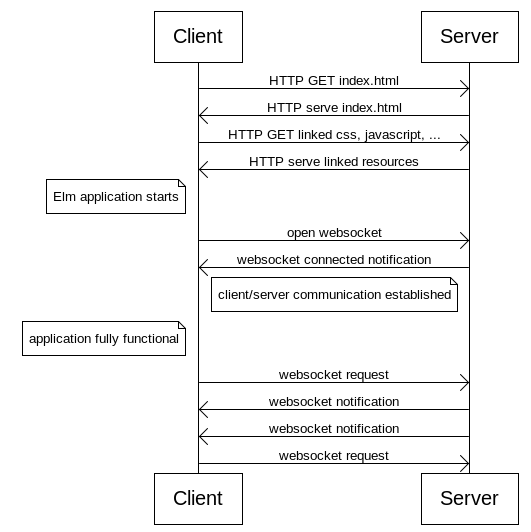 Client
Server
HTTP GET index.html
HTTP serve index.html
HTTP GET linked css, javascript, ...
HTTP serve linked resources
Elm application starts
open websocket
websocket connected notification
client/server communication established
application fully functional
websocket request
websocket notification
websocket notification
websocket request
Client
Server